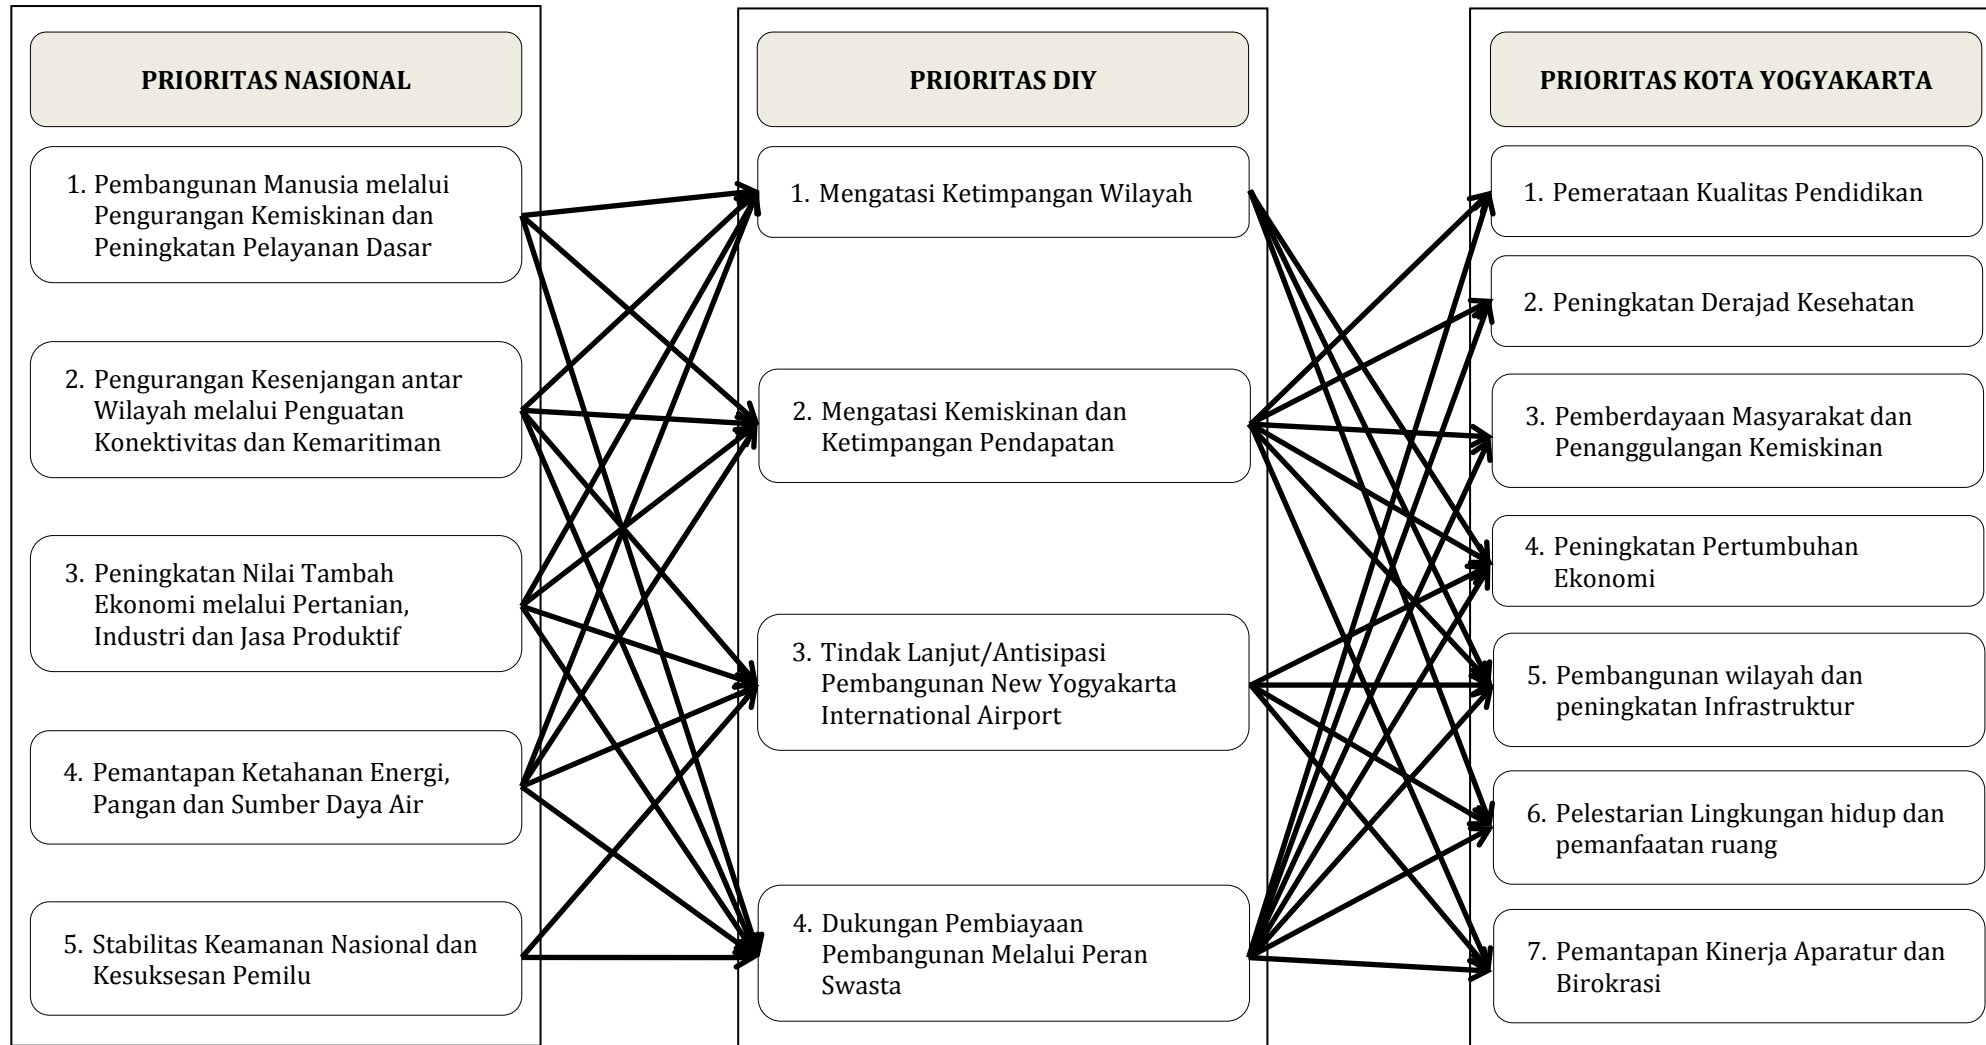 PRIORITAS NASIONAL
1. Pembangunan Manusia melalui
Pengurangan Kemiskinan dan
Peningkatan Pelayanan Dasar
2. Pengurangan Kesenjangan antar
Wilayah melalui Penguatan
Konektivitas dan Kemaritiman
3. Peningkatan Nilai Tambah
Ekonomi melalui Pertanian,
Industri dan Jasa Produktif
4. Pemantapan Ketahanan Energi,
Pangan dan Sumber Daya Air
5. Stabilitas Keamanan Nasional dan
Kesuksesan Pemilu
PRIORITAS DIY
1. Mengatasi Ketimpangan Wilayah
2. Mengatasi Kemiskinan dan
Ketimpangan Pendapatan
3. Tindak Lanjut/Antisipasi
Pembangunan New Yogyakarta
International Airport
4. Dukungan Pembiayaan
Pembangunan Melalui Peran
Swasta
PRIORITAS KOTA YOGYAKARTA
1. Pemerataan Kualitas Pendidikan
2. Peningkatan Derajad Kesehatan
3. Pemberdayaan Masyarakat dan
Penanggulangan Kemiskinan
4. Peningkatan Pertumbuhan
Ekonomi
5. Pembangunan wilayah dan
peningkatan Infrastruktur
6. Pelestarian Lingkungan hidup dan
pemanfaatan ruang
7. Pemantapan Kinerja Aparatur dan
Birokrasi